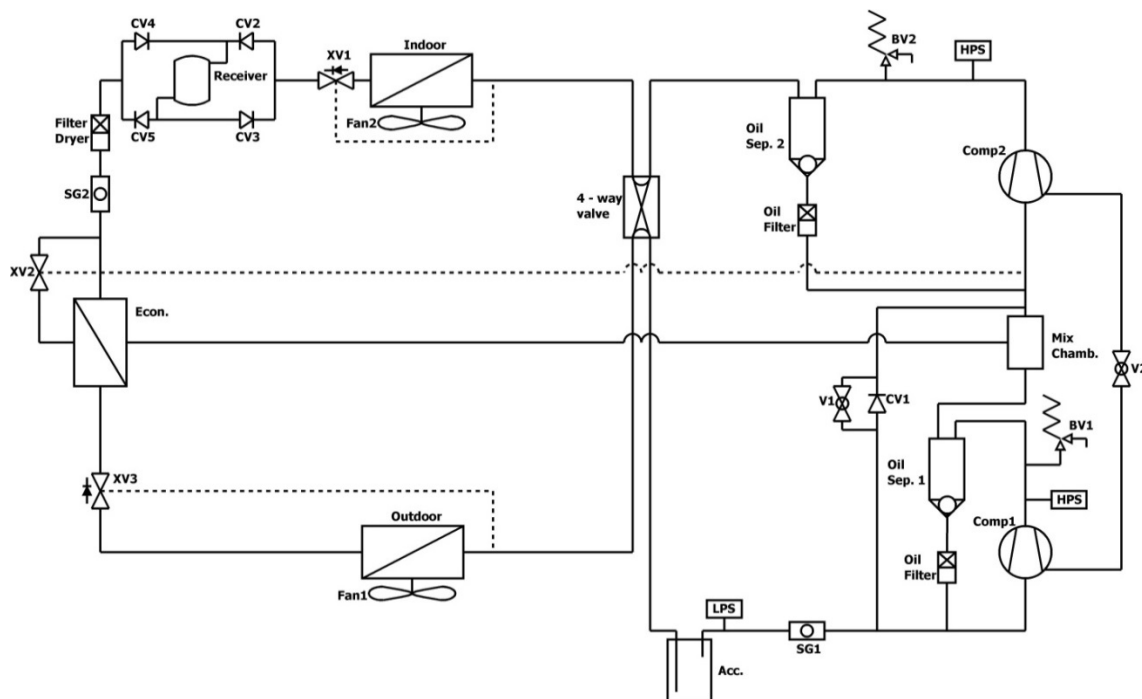 CV4
CV2
Receiver
CV5
CV3
XV1
Indoor
Fan2
BV2
HPS
Filter
Dryer
Oil
Sep. 2
Comp2
SG2
4 - way
valve
Oil
Filter
XV2
Econ.
Mix
Chamb.
V2
V1
CV1
BV1
Oil
Sep. 1
XV3
HPS
Outdoor
Comp1
Oil
Filter
Fan1
LPS
SG1
Acc.